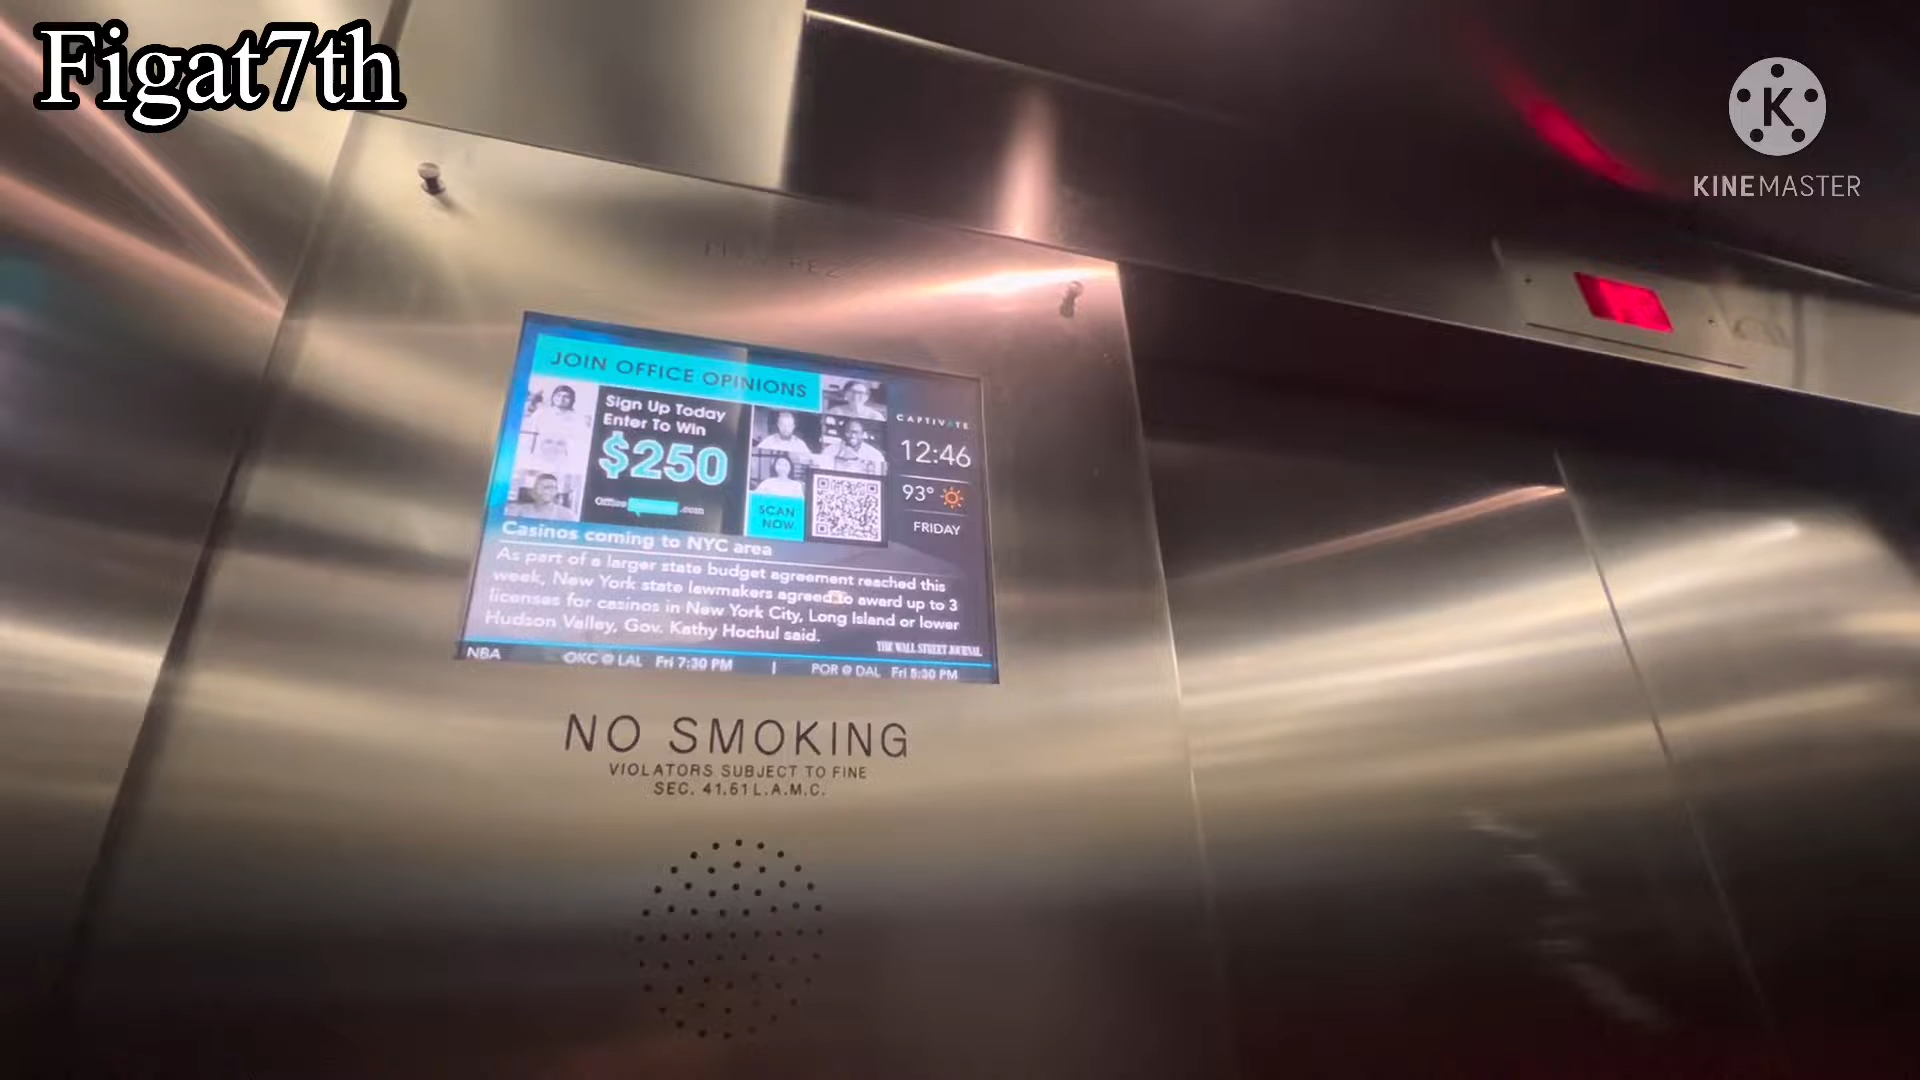 Figat7th
KINEMASTER
JOIN OFFICE OPINIONS
Sign Up Today
Enter To Win
$250
Office
.com
SCAN
NOW
CAPTIVATE
12:46
93°
FRIDAY
Casinos coming to NYC area
As part of a larger state budget agreement reached this
week, New York state lawmakers agreed to award up to 3
licenses for casinos in New York City, Long Island or lower
Hudson Valley, Gov. Kathy Hochul said.
THE WALL STREET JOURNAL
NBA OKC @ LAL Fri 7:30 PM | POR @ DAL Fri 5:30 PM
NO SMOKING
VIOLATORS SUBJECT TO FINE
SEC. 41.51 L.A.M.C.